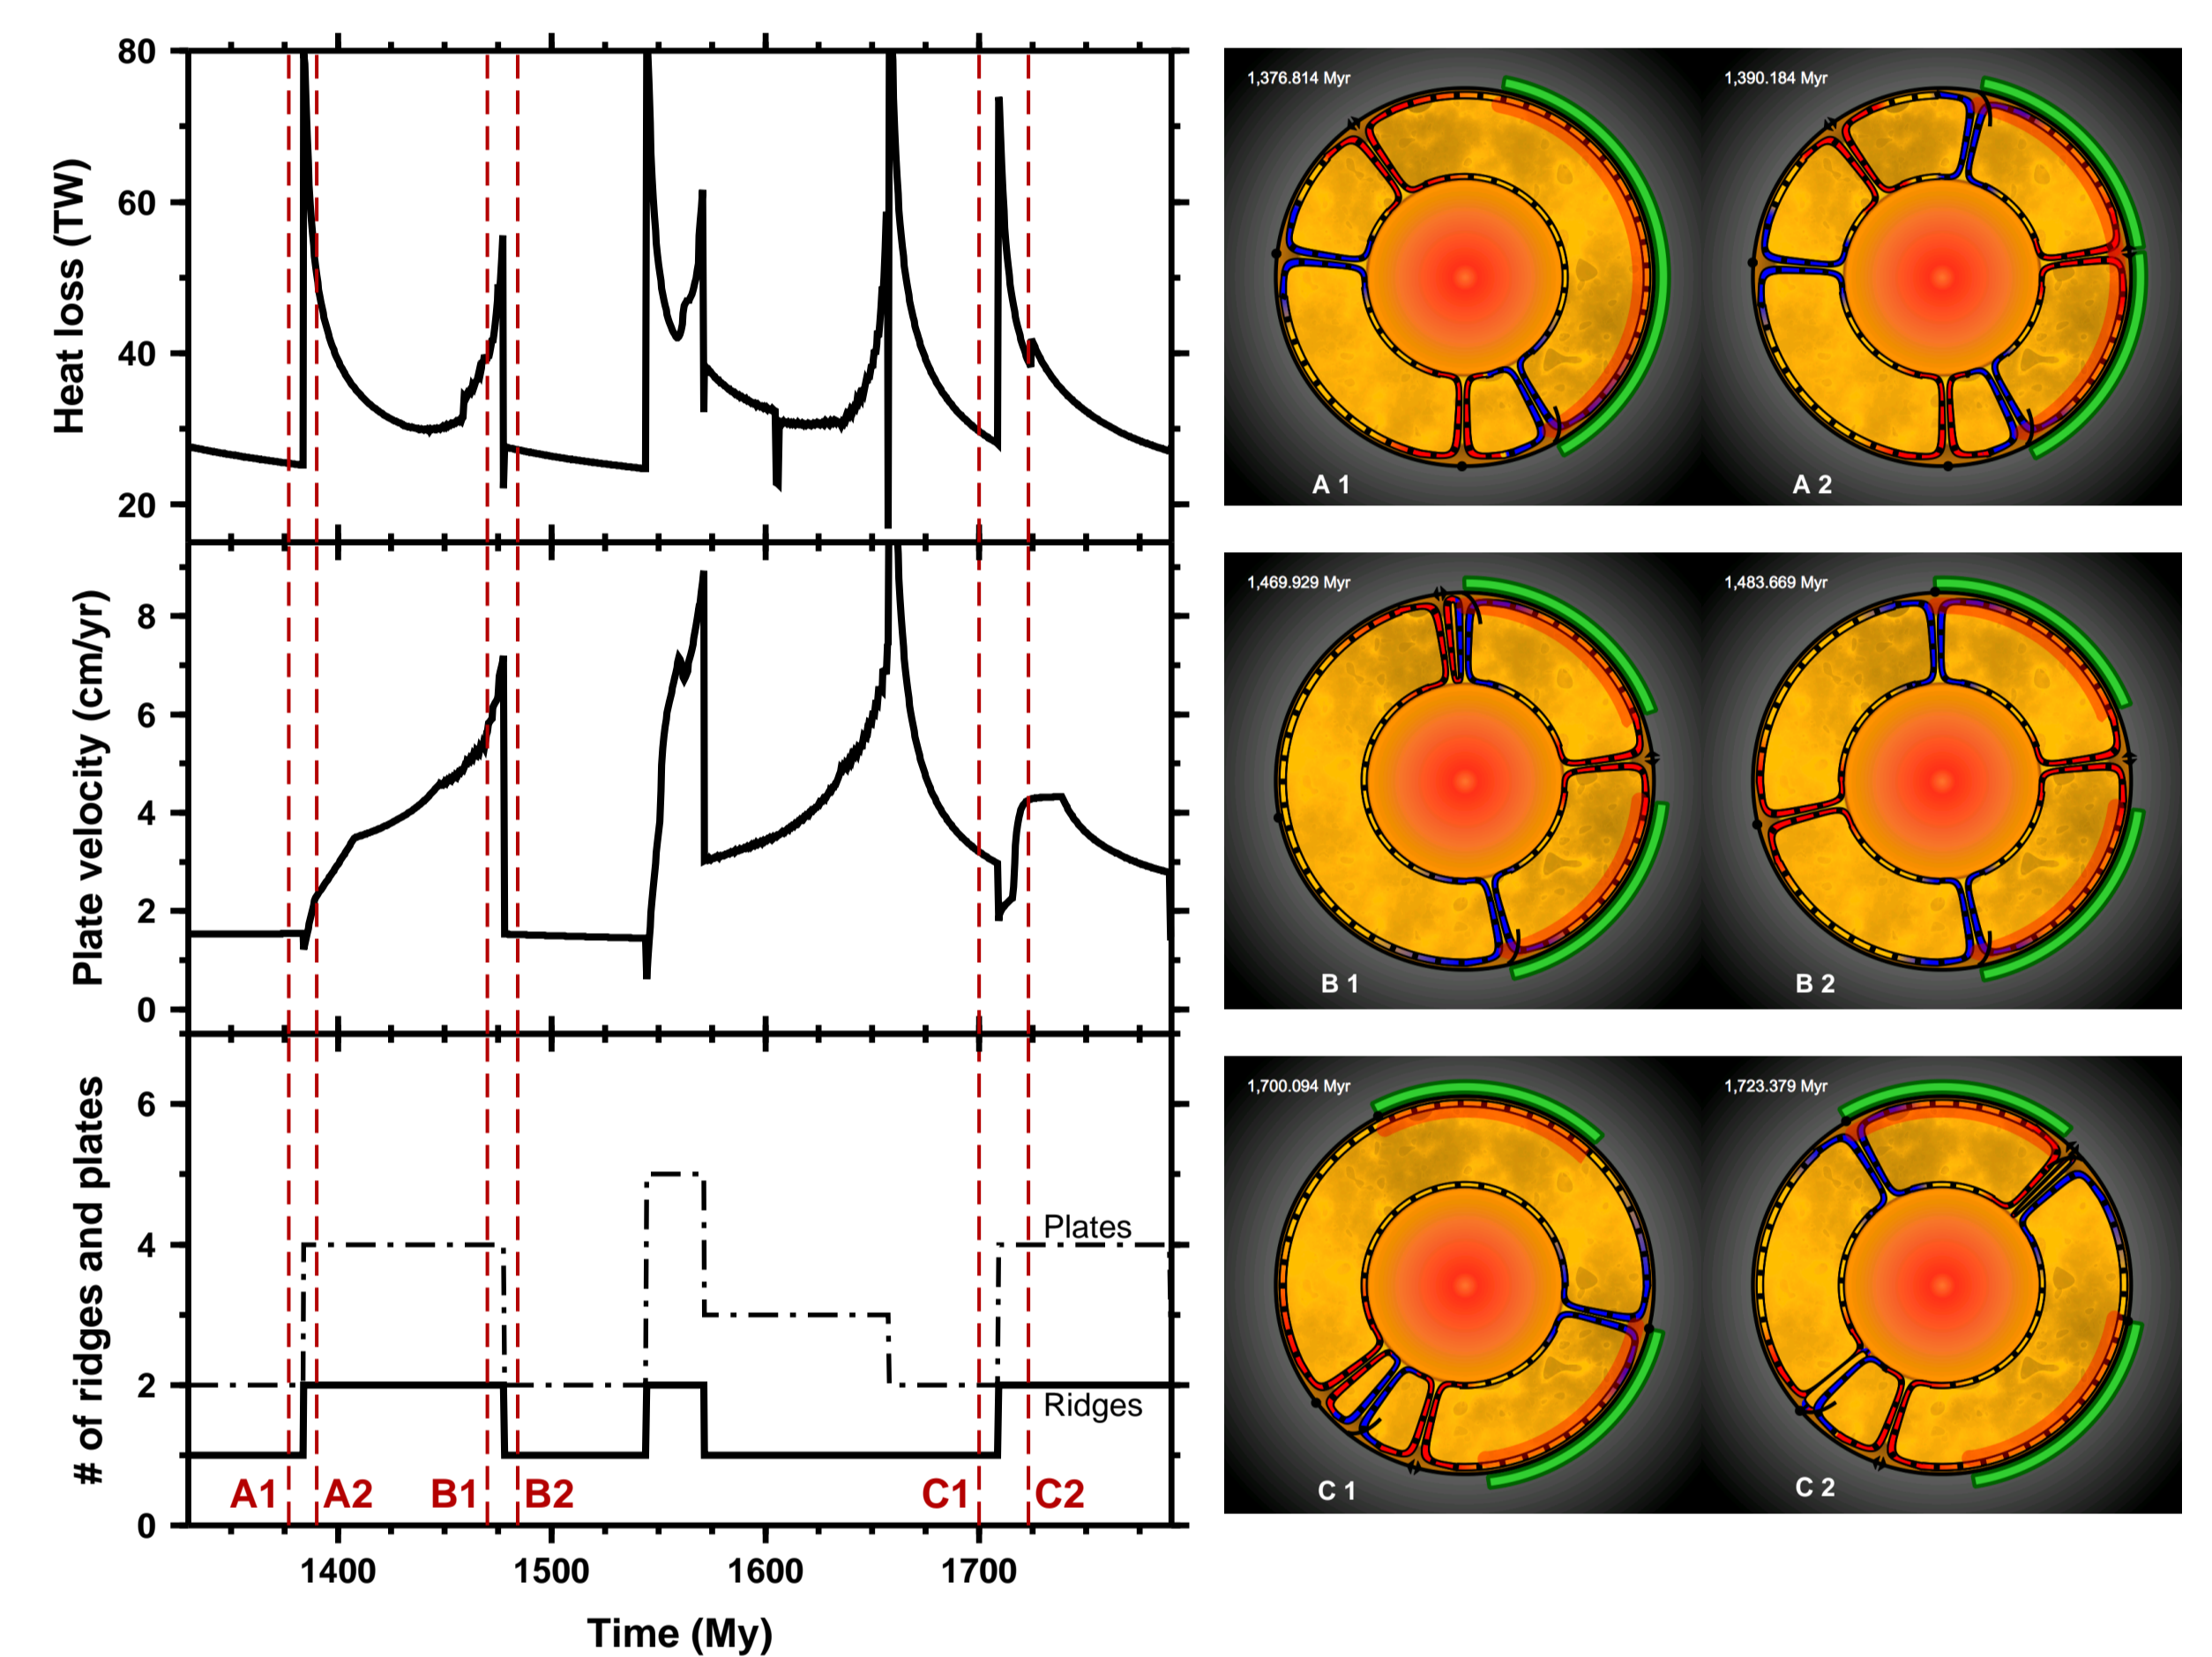 80
60
40
20
Heat loss (TW)
8
6
4
2
0
Plate velocity (cm/yr)
6
4
2
0
# of ridges and plates
Plates
Ridges
A1
A2
B1
B2
C1
C2
1400
1500
1600
1700
Time (My)
1,376.814 Myr
1,390.184 Myr
A 1
A 2
1,469.929 Myr
1,483.669 Myr
B 1
B 2
1,700.094 Myr
1,723.379 Myr
C 1
C 2